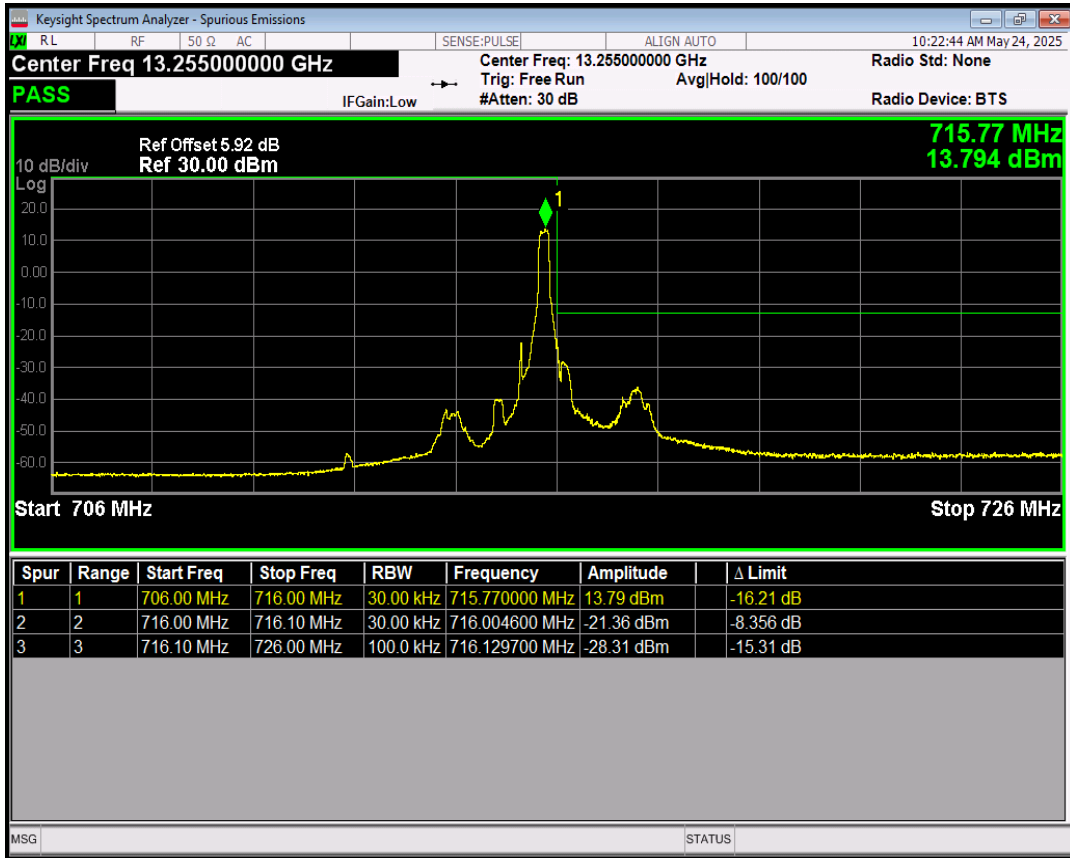 Keysight Spectrum Analyzer - Spurious Emissions
LXI RL RF 50 Ω AC SENSE:PULSE ALIGN AUTO 10:22:44 AM May 24, 2025
Center Freq 13.255000000 GHz Center Freq: 13.255000000 GHz Radio Std: None
Trig: Free Run Avg|Hold: 100/100
PASS IFGain:Low #Atten: 30 dB Radio Device: BTS
715.77 MHz
Ref Offset 5.92 dB
10 dB/div Ref 30.00 dBm 13.794 dBm
Log
1
20.0
10.0
0.00
-10.0
-20.0
-30.0
-40.0
-50.0
-60.0
Start 706 MHz Stop 726 MHz
Spur Range Start Freq Stop Freq RBW Frequency Amplitude Δ Limit
1 1 706.00 MHz 716.00 MHz 30.00 kHz 715.770000 MHz 13.79 dBm -16.21 dB
2 2 716.00 MHz 716.10 MHz 30.00 kHz 716.004600 MHz -21.36 dBm -8.356 dB
3 3 716.10 MHz 726.00 MHz 100.0 kHz 716.129700 MHz -28.31 dBm -15.31 dB
MSG STATUS